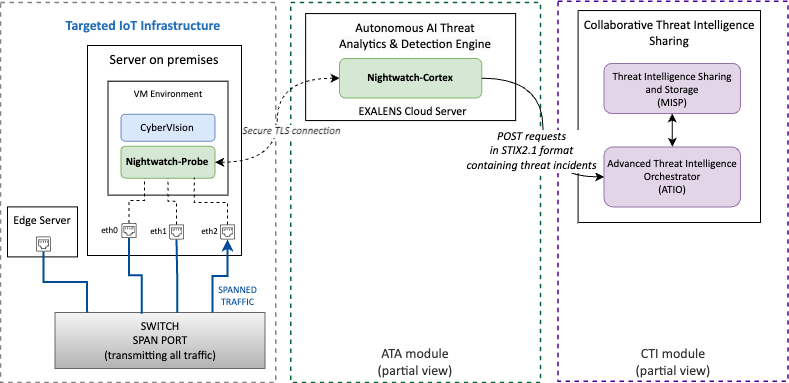 Targeted IoT Infrastructure
Server on premises
VM Environment
CyberVIsion
Nightwatch-Probe
eth0
eth1
eth2
Edge Server
SPANNED
TRAFFIC
SWITCH
SPAN PORT
(transmitting all traffic)
Secure TLS connection
Autonomous AI Threat
Analytics & Detection Engine
Nightwatch-Cortex
EXALENS Cloud Server
POST requests
in STIX2.1 format
containing threat incidents
ATA module
(partial view)
Collaborative Threat Intelligence
Sharing
Threat Intelligence Sharing
and Storage
(MISP)
Advanced Threat Intelligence
Orchestrator
(ATIO)
CTI module
(partial view)